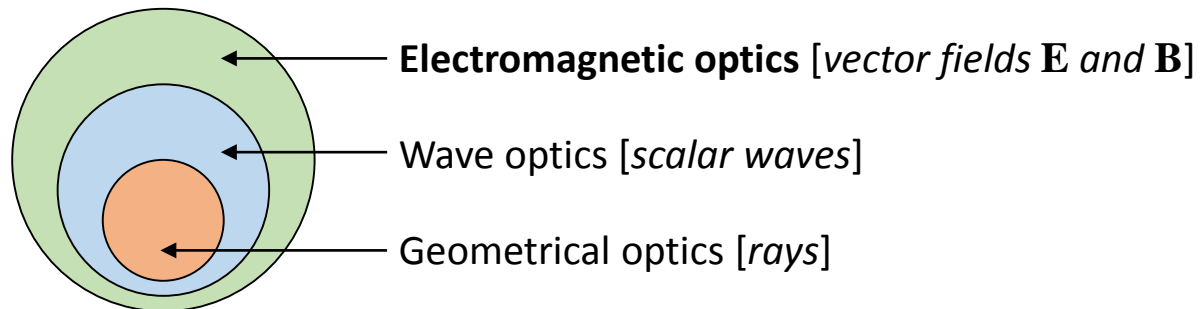 Electromagnetic optics [vector fields E and B]
Wave optics [scalar waves]
Geometrical optics [rays]